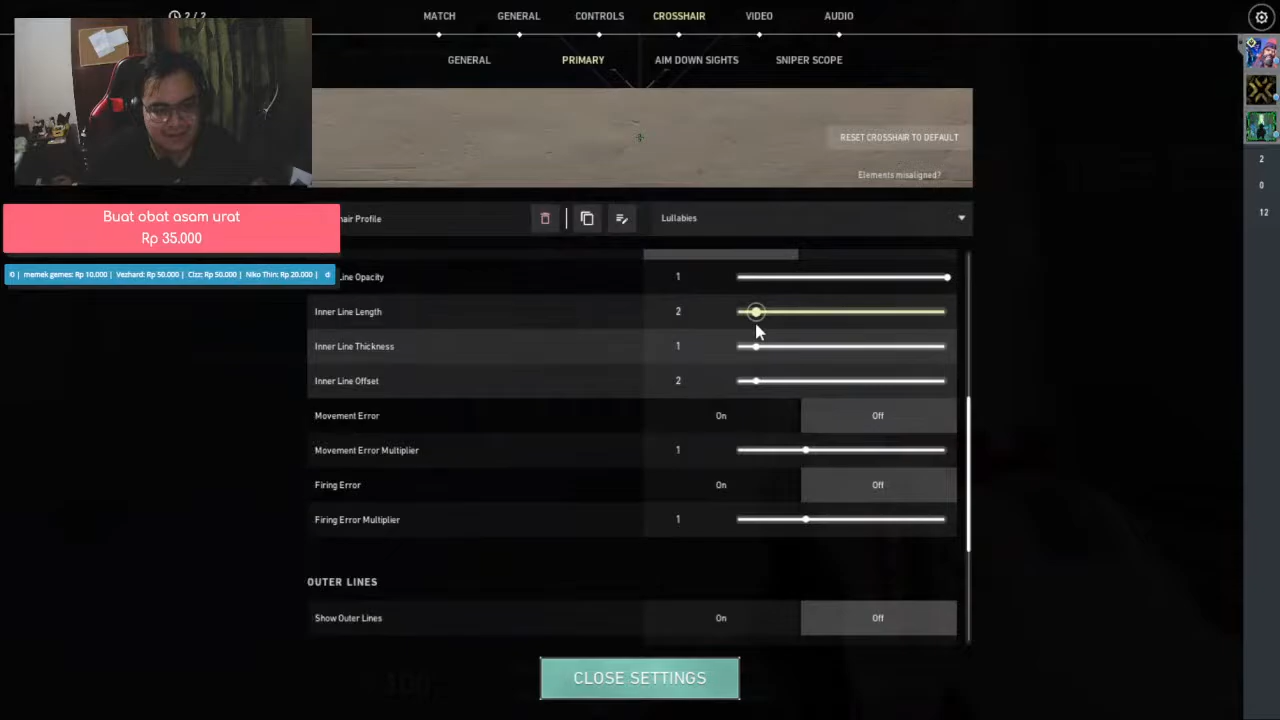 2 / 2
MATCH GENERAL CONTROLS CROSSHAIR VIDEO AUDIO
GENERAL PRIMARY AIM DOWN SIGHTS SNIPER SCOPE
RESET CROSSHAIR TO DEFAULT
Elements misaligned?
Buat obat asam urat
Rp 35.000
hair Profile
Lullabies
| memek gemes: Rp 10.000 | Vezhard: Rp 50.000 | Clzz: Rp 50.000 | Niko Thin: Rp 20.000 | d
Line Opacity 1
Inner Line Length 2
Inner Line Thickness 1
Inner Line Offset 2
Movement Error On Off
Movement Error Multiplier 1
Firing Error On Off
Firing Error Multiplier 1
OUTER LINES
Show Outer Lines On Off
CLOSE SETTINGS
2
0
12